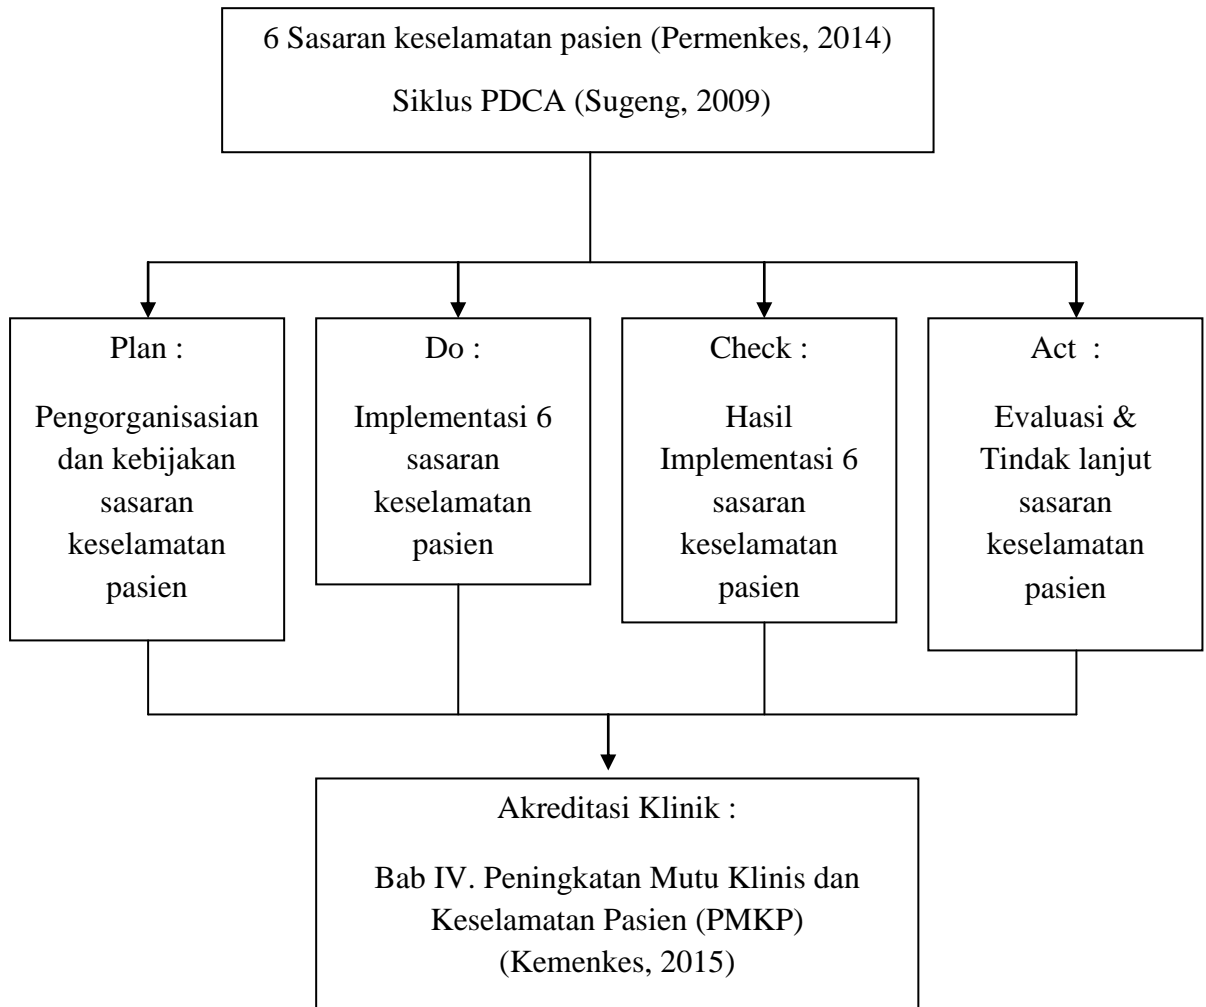 6 Sasaran keselamatan pasien (Permenkes, 2014)
Siklus PDCA (Sugeng, 2009)
Plan :
Pengorganisasian
dan kebijakan
sasaran
keselamatan
pasien
Do :
Implementasi 6
sasaran
keselamatan
pasien
Check :
Hasil
Implementasi 6
sasaran
keselamatan
pasien
Act  :
Evaluasi &
Tindak lanjut
sasaran
keselamatan
pasien
Akreditasi Klinik :
Bab IV. Peningkatan Mutu Klinis dan
Keselamatan Pasien (PMKP)
(Kemenkes, 2015)